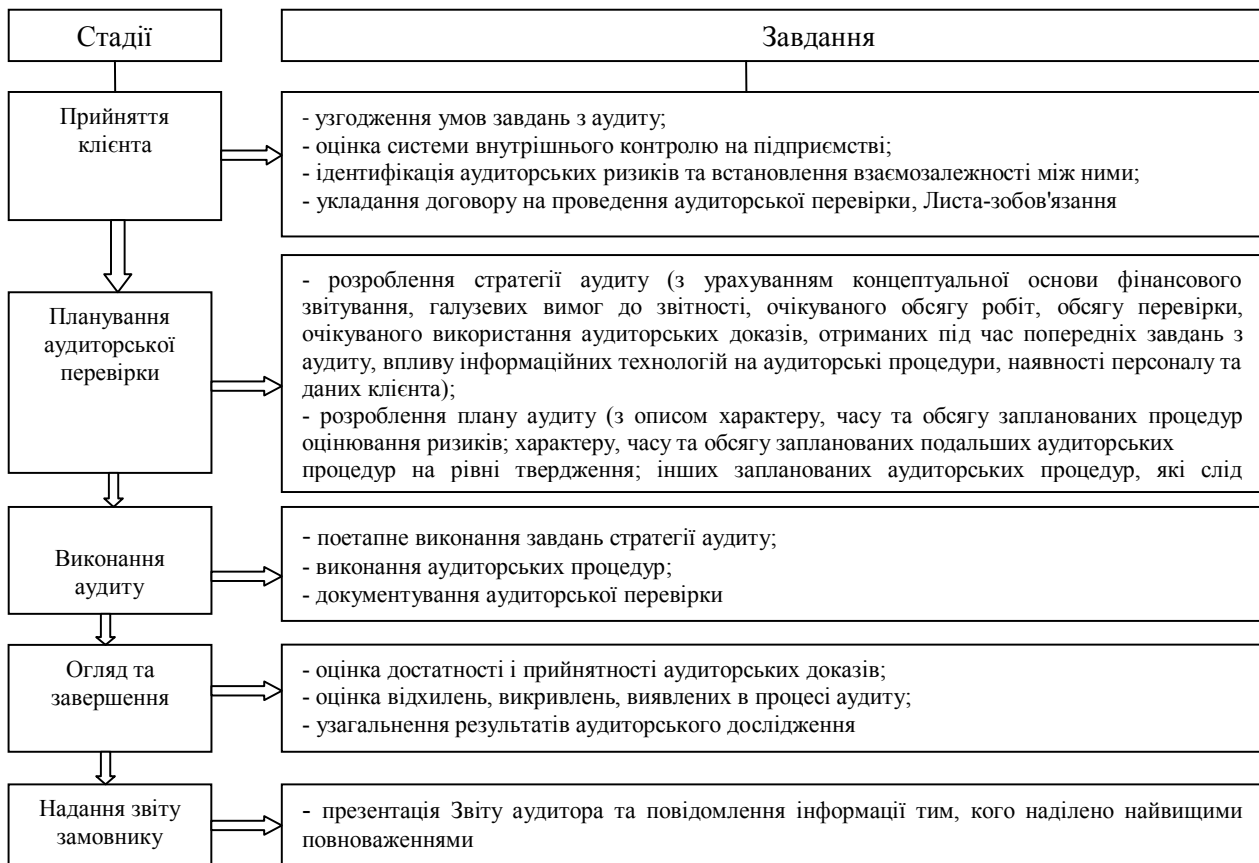 Стадії
Завдання
Прийняття
клієнта
- узгодження умов завдань з аудиту;
- оцінка системи внутрішнього контролю на підприємстві;
- ідентифікація аудиторських ризиків та встановлення взаємозалежності між ними;
- укладання договору на проведення аудиторської перевірки, Листа-зобов'язання
Планування
аудиторської
перевірки
- розроблення стратегії аудиту (з урахуванням концептуальної основи фінансового
звітування, галузевих вимог до звітності, очікуваного обсягу робіт, обсягу перевірки,
очікуваного використання аудиторських доказів, отриманих під час попередніх завдань з
аудиту, впливу інформаційних технологій на аудиторські процедури, наявності персоналу та
даних клієнта);
- розроблення плану аудиту (з описом характеру, часу та обсягу запланованих процедур
оцінювання ризиків; характеру, часу та обсягу запланованих подальших аудиторських
процедур на рівні твердження; інших запланованих аудиторських процедур, які слід
Виконання
аудиту
- поетапне виконання завдань стратегії аудиту;
- виконання аудиторських процедур;
- документування аудиторської перевірки
Огляд та
завершення
- оцінка достатності і прийнятності аудиторських доказів;
- оцінка відхилень, викривлень, виявлених в процесі аудиту;
- узагальнення результатів аудиторського дослідження
Надання звіту
замовнику
- презентація Звіту аудитора та повідомлення інформації тим, кого наділено найвищими
повноваженнями